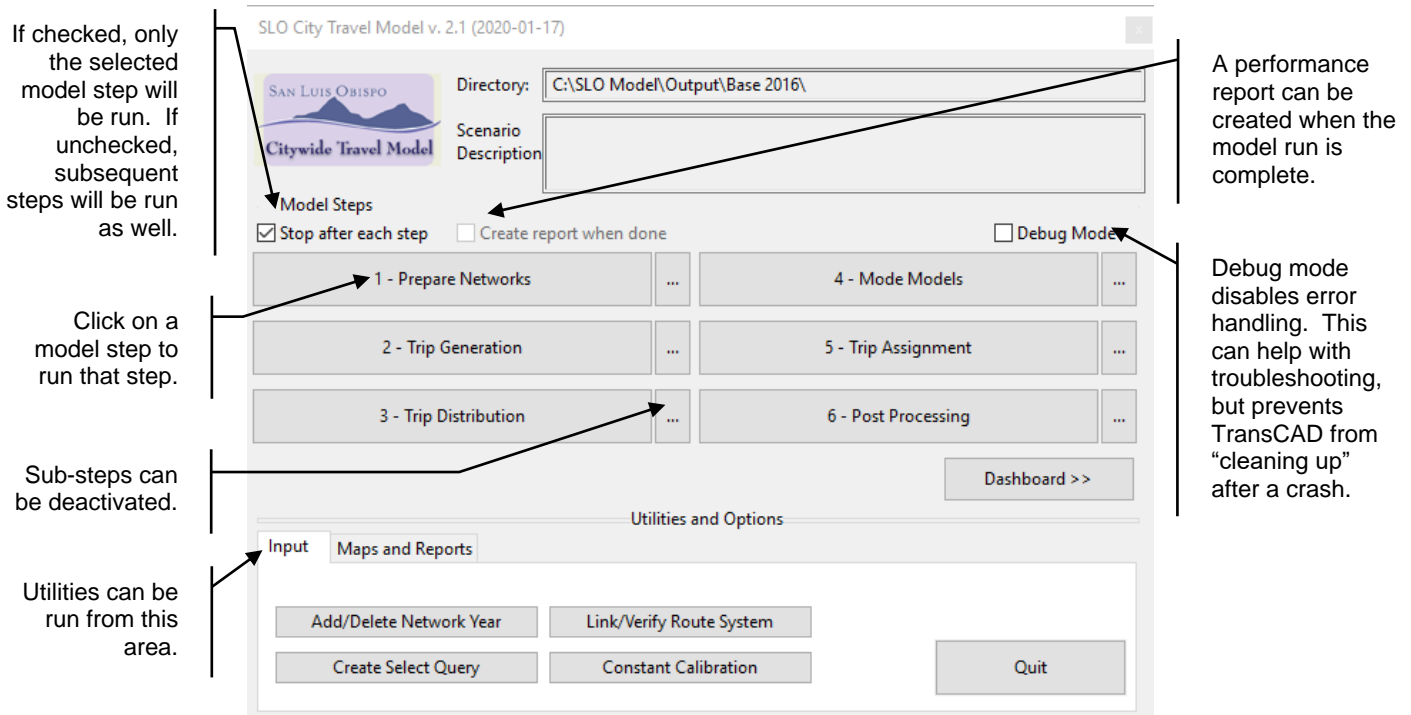 If checked, only
the selected
model step will
be run.  If
unchecked,
subsequent
steps will be run
as well.
Click on a
model step to
run that step.
Sub-steps can
be deactivated.
Utilities can be
run from this
area.
SLO City Travel Model v. 2.1 (2020-01-17)
x
SAN LUIS OBISPO
Citywide Travel Model
Directory: C:\SLO Model\Output\Base 2016\
Scenario
Description
Model Steps
Stop after each step Create report when done Debug Mode
1 - Prepare Networks ... 4 - Mode Models ...
2 - Trip Generation ... 5 - Trip Assignment ...
3 - Trip Distribution ... 6 - Post Processing ...
Dashboard >>
Utilities and Options
Input Maps and Reports
Add/Delete Network Year Link/Verify Route System
Create Select Query Constant Calibration Quit
A performance
report can be
created when the
model run is
complete.
Debug mode
disables error
handling.  This
can help with
troubleshooting,
but prevents
TransCAD from
“cleaning up”
after a crash.